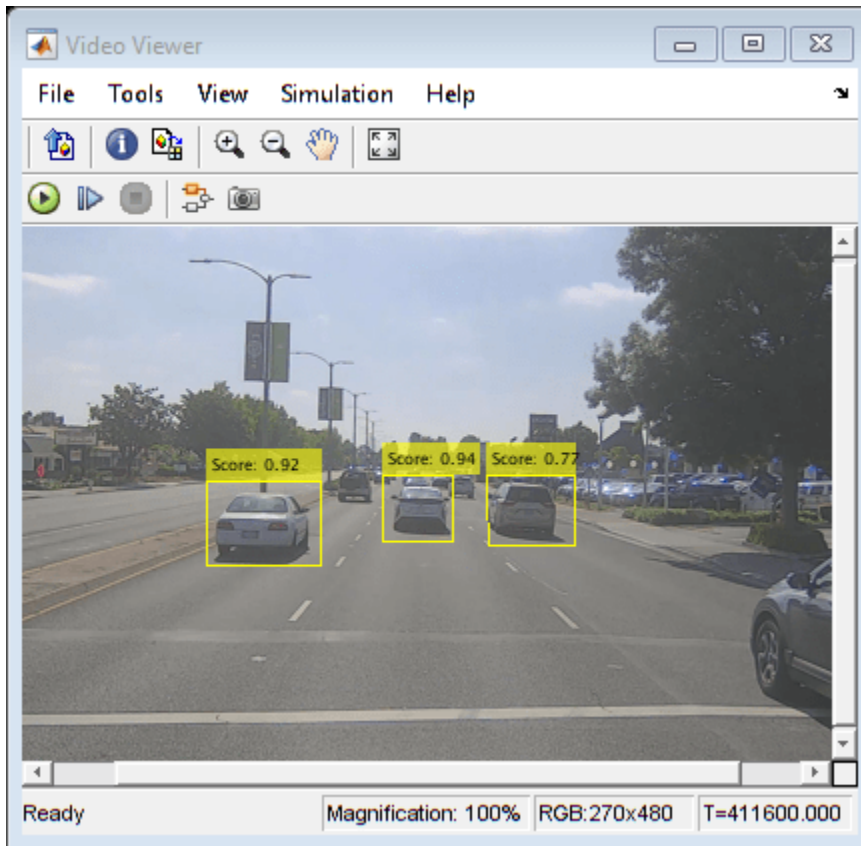 Video Viewer
File Tools View Simulation Help
Score: 0.92
Score: 0.94
Score: 0.77
Ready
Magnification: 100%
RGB:270x480
T=411600.000